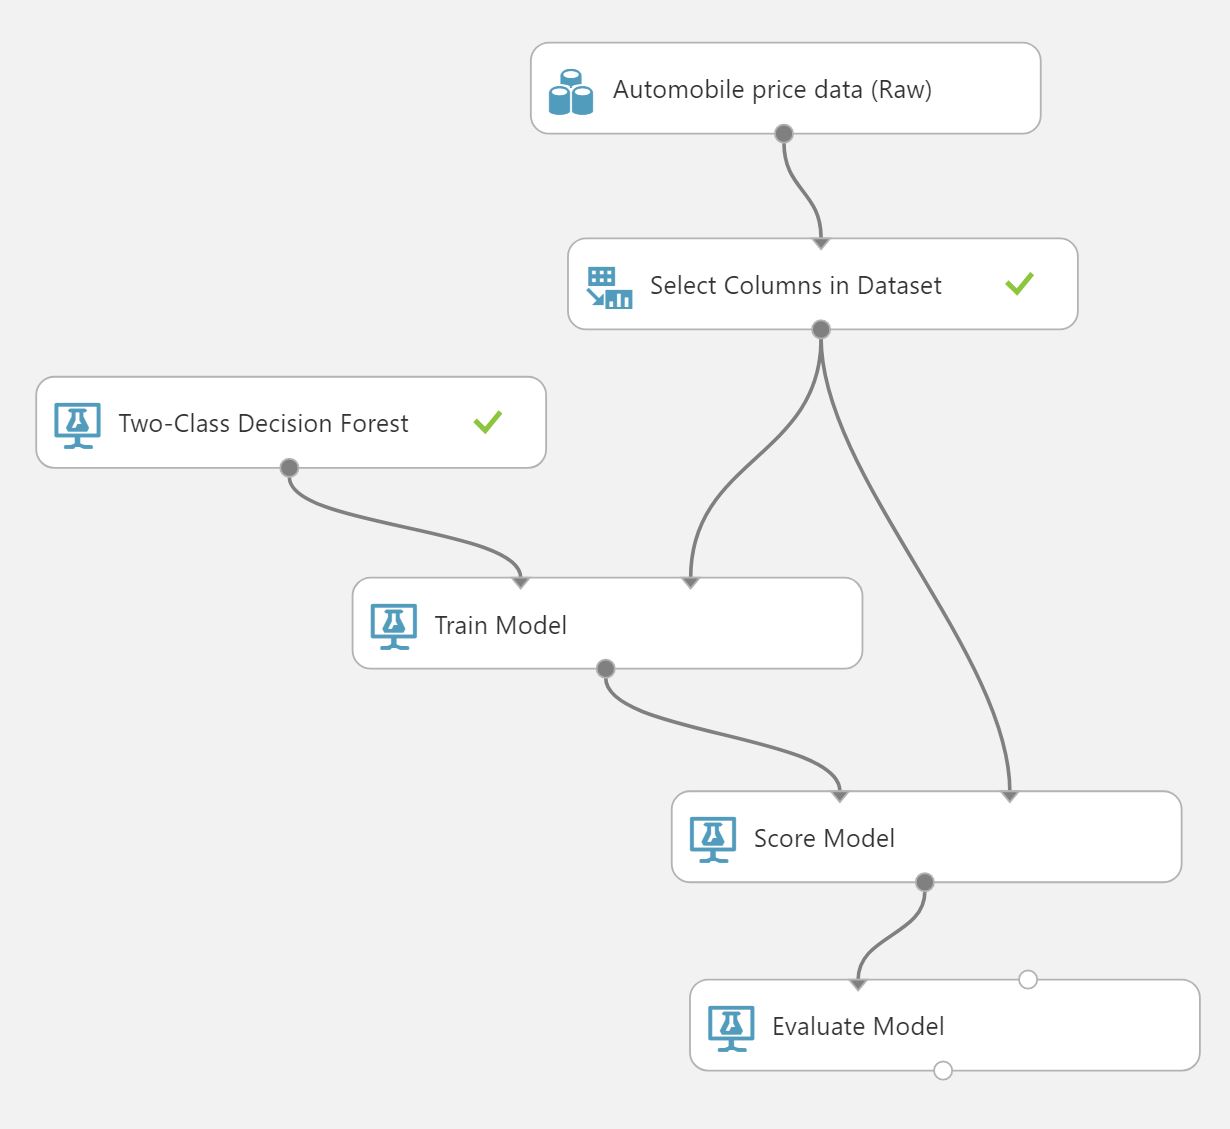 Automobile price data (Raw)
Select Columns in Dataset
Two-Class Decision Forest
Train Model
Score Model
Evaluate Model